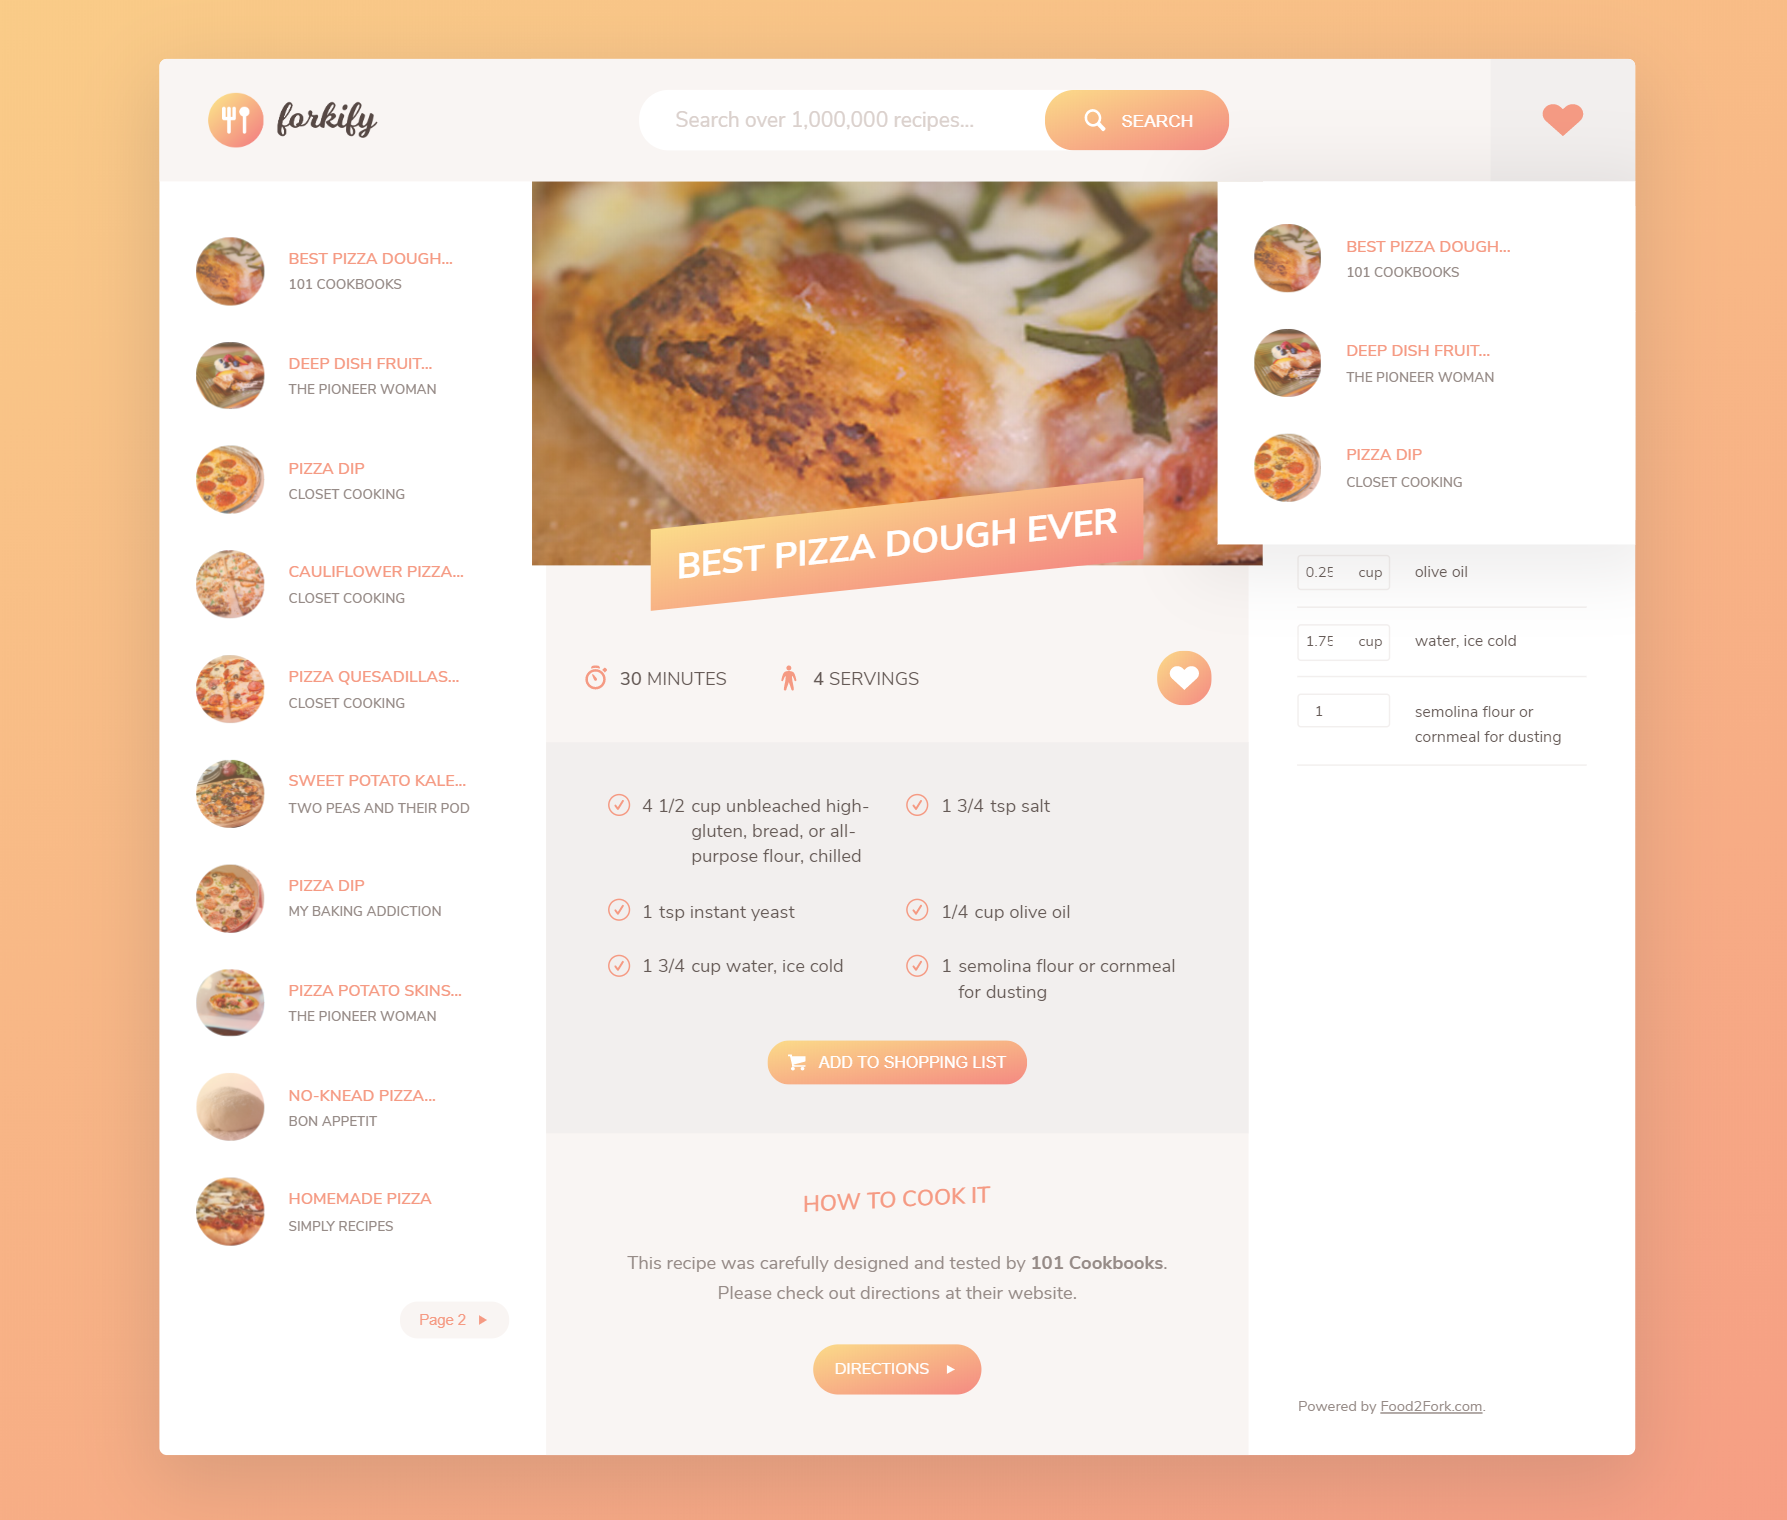 forkify
Search over 1,000,000 recipes...
SEARCH
BEST PIZZA DOUGH...
101 COOKBOOKS
DEEP DISH FRUIT...
THE PIONEER WOMAN
PIZZA DIP
CLOSET COOKING
CAULIFLOWER PIZZA...
CLOSET COOKING
PIZZA QUESADILLAS...
CLOSET COOKING
SWEET POTATO KALE...
TWO PEAS AND THEIR POD
PIZZA DIP
MY BAKING ADDICTION
PIZZA POTATO SKINS...
THE PIONEER WOMAN
NO-KNEAD PIZZA...
BON APPETIT
HOMEMADE PIZZA
SIMPLY RECIPES
Page 2
BEST PIZZA DOUGH EVER
30 MINUTES
4 SERVINGS
4 1/2 cup unbleached high-
gluten, bread, or all-
purpose flour, chilled
1 3/4 tsp salt
1 tsp instant yeast
1/4 cup olive oil
1 3/4 cup water, ice cold
1 semolina flour or cornmeal
for dusting
ADD TO SHOPPING LIST
HOW TO COOK IT
This recipe was carefully designed and tested by 101 Cookbooks.
Please check out directions at their website.
DIRECTIONS
BEST PIZZA DOUGH...
101 COOKBOOKS
DEEP DISH FRUIT...
THE PIONEER WOMAN
PIZZA DIP
CLOSET COOKING
0.25 cup olive oil
1.75 cup water, ice cold
1 semolina flour or
cornmeal for dusting
Powered by Food2Fork.com.